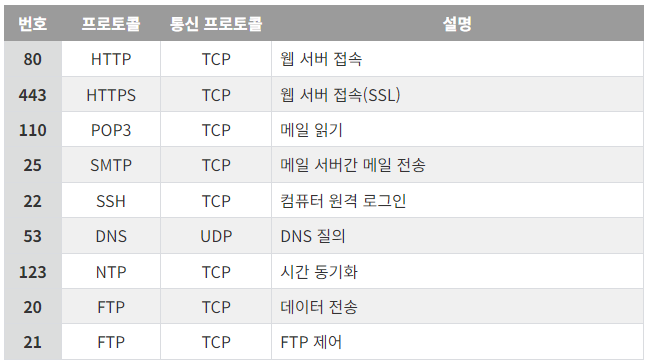 번호 프로토콜 통신 프로토콜 설명
80 HTTP TCP 웹 서버 접속
443 HTTPS TCP 웹 서버 접속(SSL)
110 POP3 TCP 메일 읽기
25 SMTP TCP 메일 서버간 메일 전송
22 SSH TCP 컴퓨터 원격 로그인
53 DNS UDP DNS 질의
123 NTP TCP 시간 동기화
20 FTP TCP 데이터 전송
21 FTP TCP FTP 제어